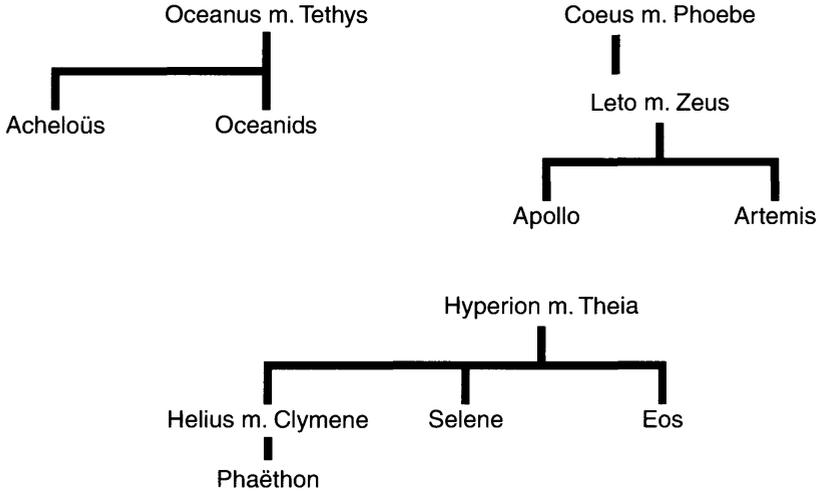 Oceanus m. Tethys
Coeus m. Phoebe
Leto m. Zeus
Acheloüs
Oceanids
Apollo
Artemis
Hyperion m. Theia
Helius m. Clymene
Selene
Eos
Phaëthon